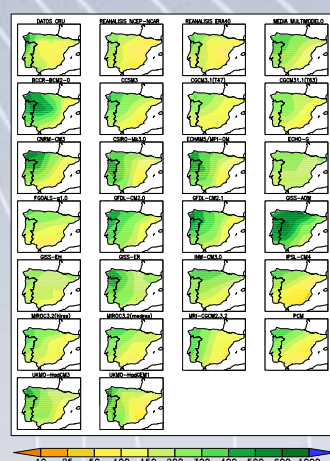 DATOS CRU
REANALISIS NCEP-NCAR
REANALISIS ERA40
MEDIA MULTIMODELO
BCCR-BCM2-0
CCSM3
CGCM3.1(T47)
CGCM31.1(T63)
CNRM-CM3
CSIRO-Mk3.0
ECHAM5/MPI-OM
ECHO-G
FGOALS-g1.0
GFDL-CM2.0
GFDL-CM2.1
GISS-AOM
GISS-EH
GISS-ER
INM-CM3.0
IPSL-CM4
MIROC3.2(hires)
MIROC3.2(medres)
MRI-CGCM2.3.2
PCM
UKMO-HadCM3
UKMO-HadGEM1
10 25 50 100 150 200 300 400 500 600 1000